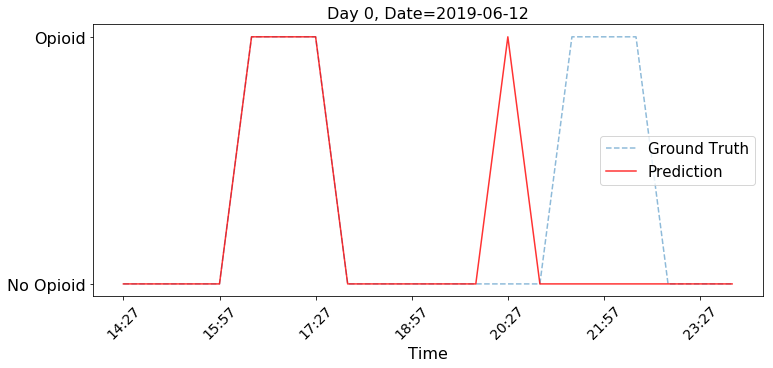 Day 0, Date=2019-06-12
Opioid
No Opioid
Ground Truth
Prediction
14:27
15:57
17:27
18:57
20:27
21:57
23:27
Time